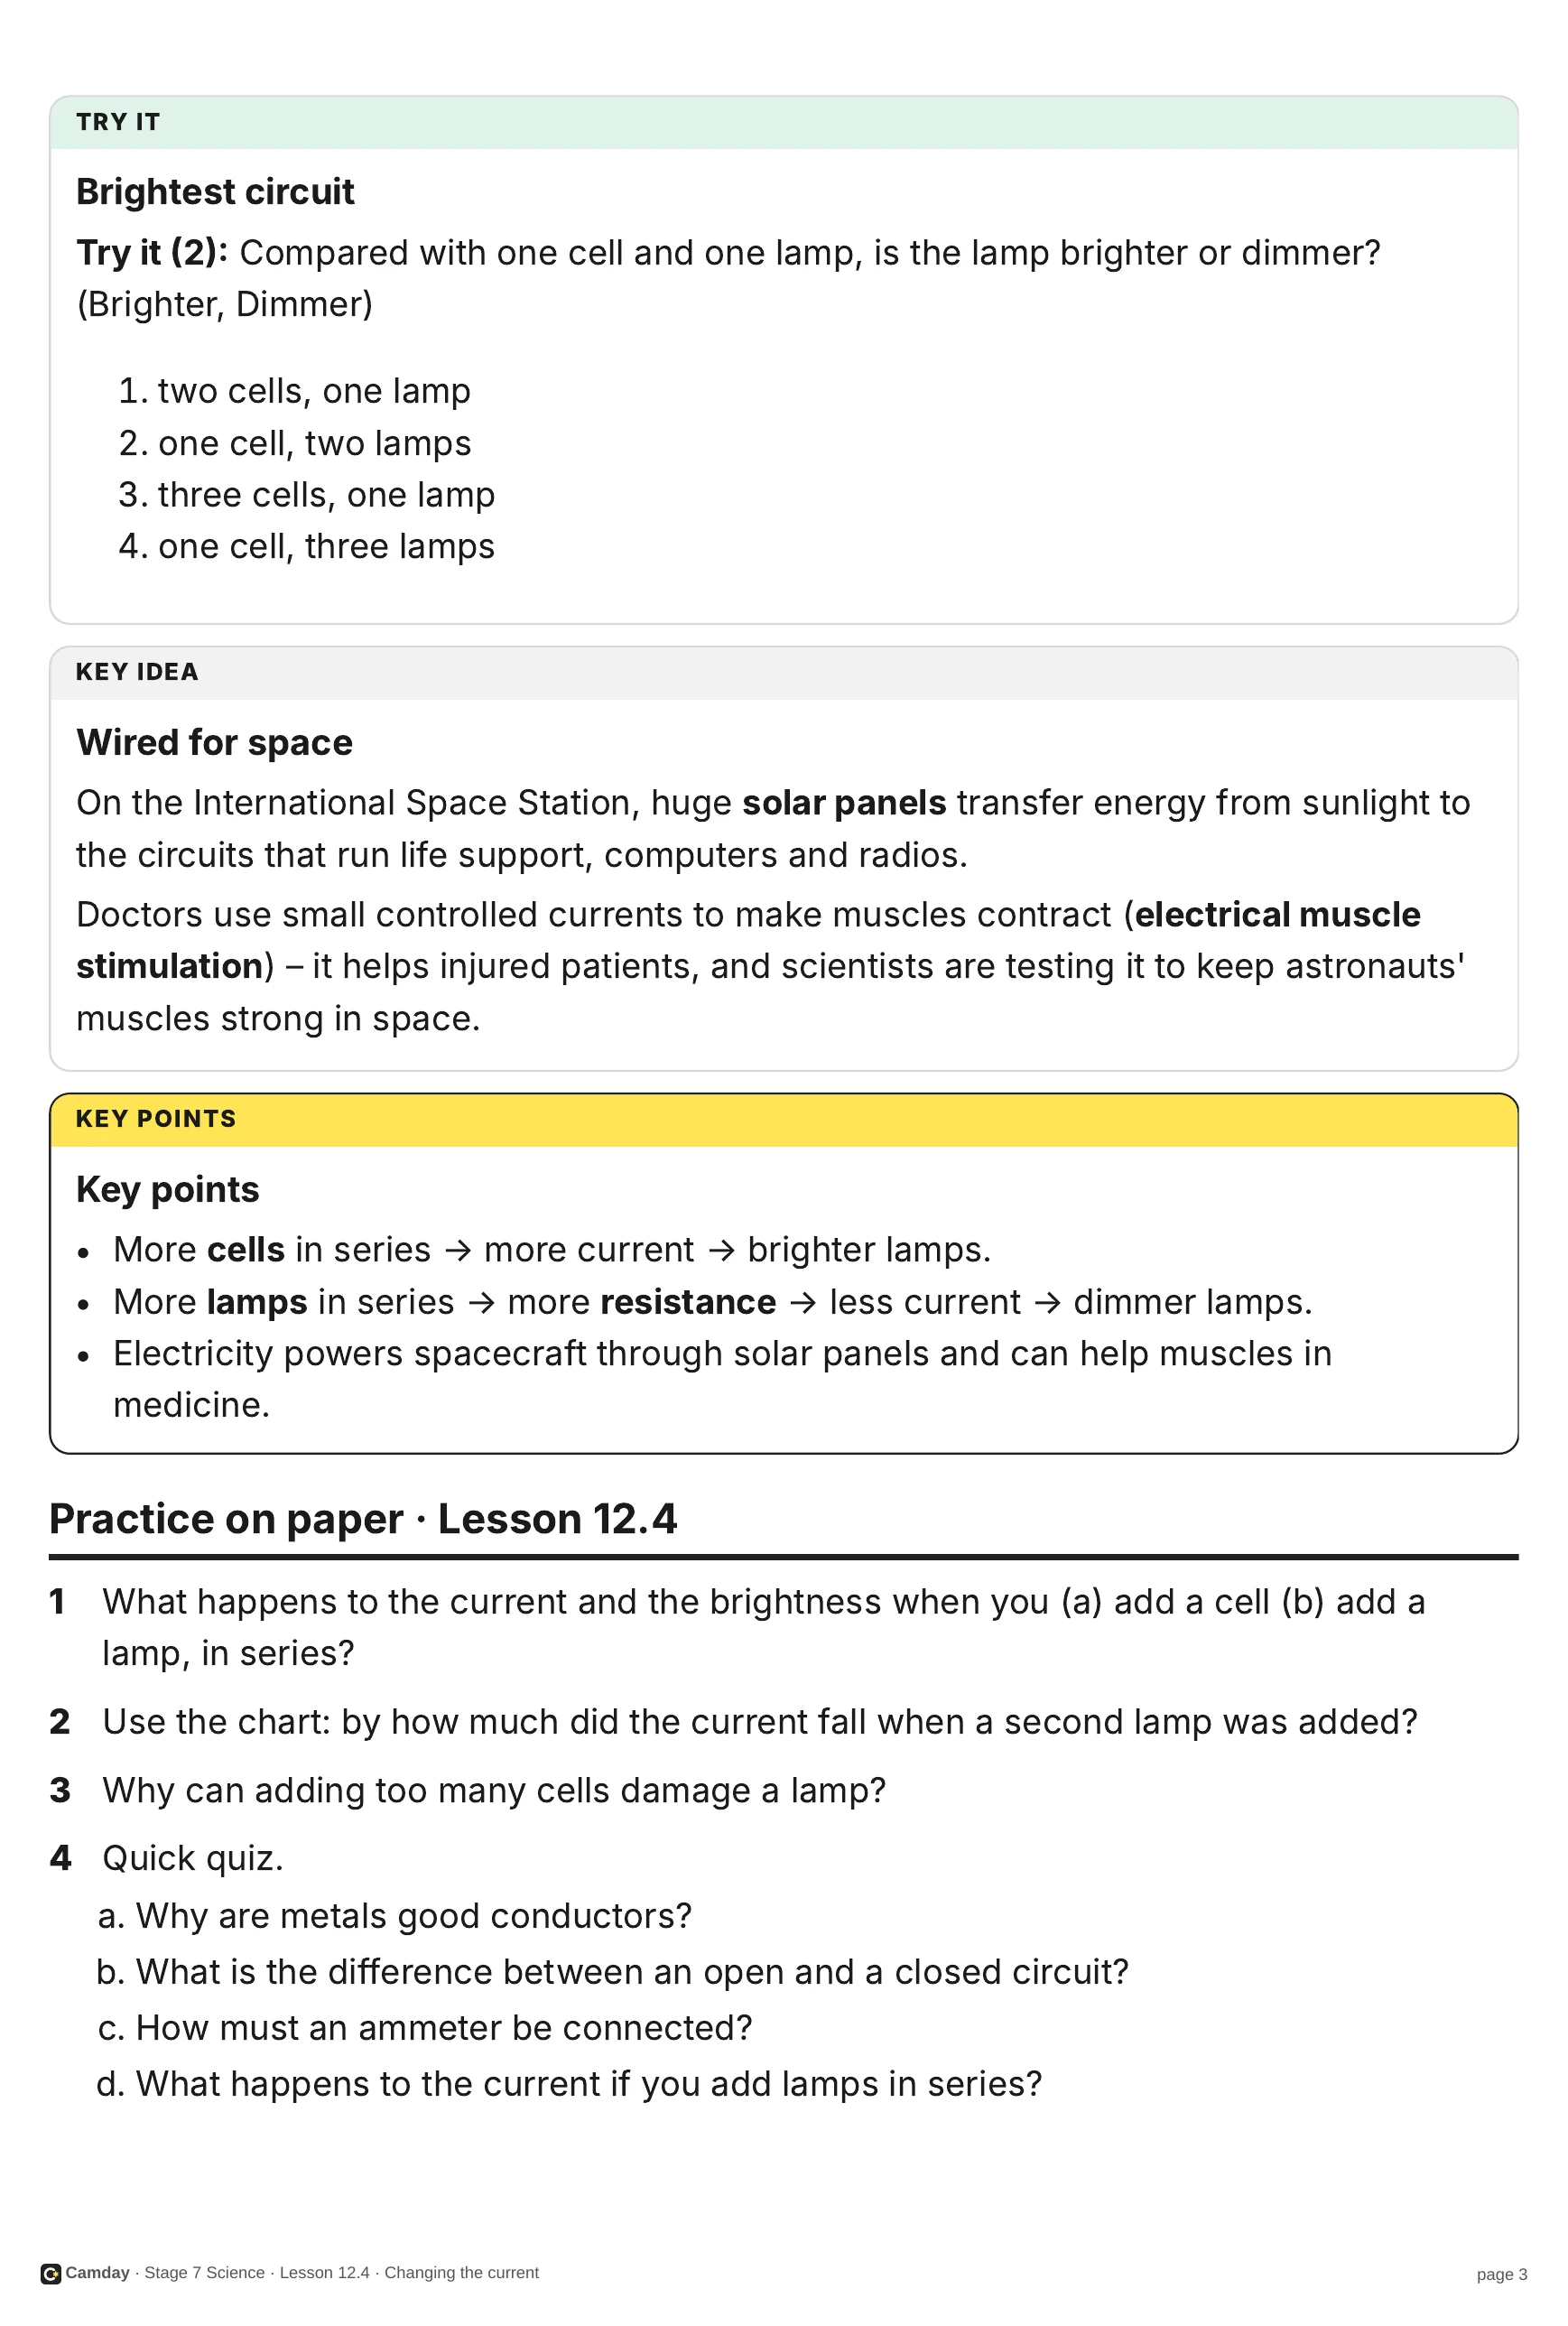 TRY IT
Brightest circuit
Try it (2): Compared with one cell and one lamp, is the lamp brighter or dimmer?
(Brighter, Dimmer)
1. two cells, one lamp
2. one cell, two lamps
3. three cells, one lamp
4. one cell, three lamps
KEY IDEA
Wired for space
On the International Space Station, huge solar panels transfer energy from sunlight to
the circuits that run life support, computers and radios.
Doctors use small controlled currents to make muscles contract (electrical muscle
stimulation) – it helps injured patients, and scientists are testing it to keep astronauts'
muscles strong in space.
KEY POINTS
Key points
• More cells in series → more current → brighter lamps.
• More lamps in series → more resistance → less current → dimmer lamps.
• Electricity powers spacecraft through solar panels and can help muscles in
medicine.
Practice on paper · Lesson 12.4
1 What happens to the current and the brightness when you (a) add a cell (b) add a
lamp, in series?
2 Use the chart: by how much did the current fall when a second lamp was added?
3 Why can adding too many cells damage a lamp?
4 Quick quiz.
a. Why are metals good conductors?
b. What is the difference between an open and a closed circuit?
c. How must an ammeter be connected?
d. What happens to the current if you add lamps in series?
Camday · Stage 7 Science · Lesson 12.4 · Changing the current
page 3